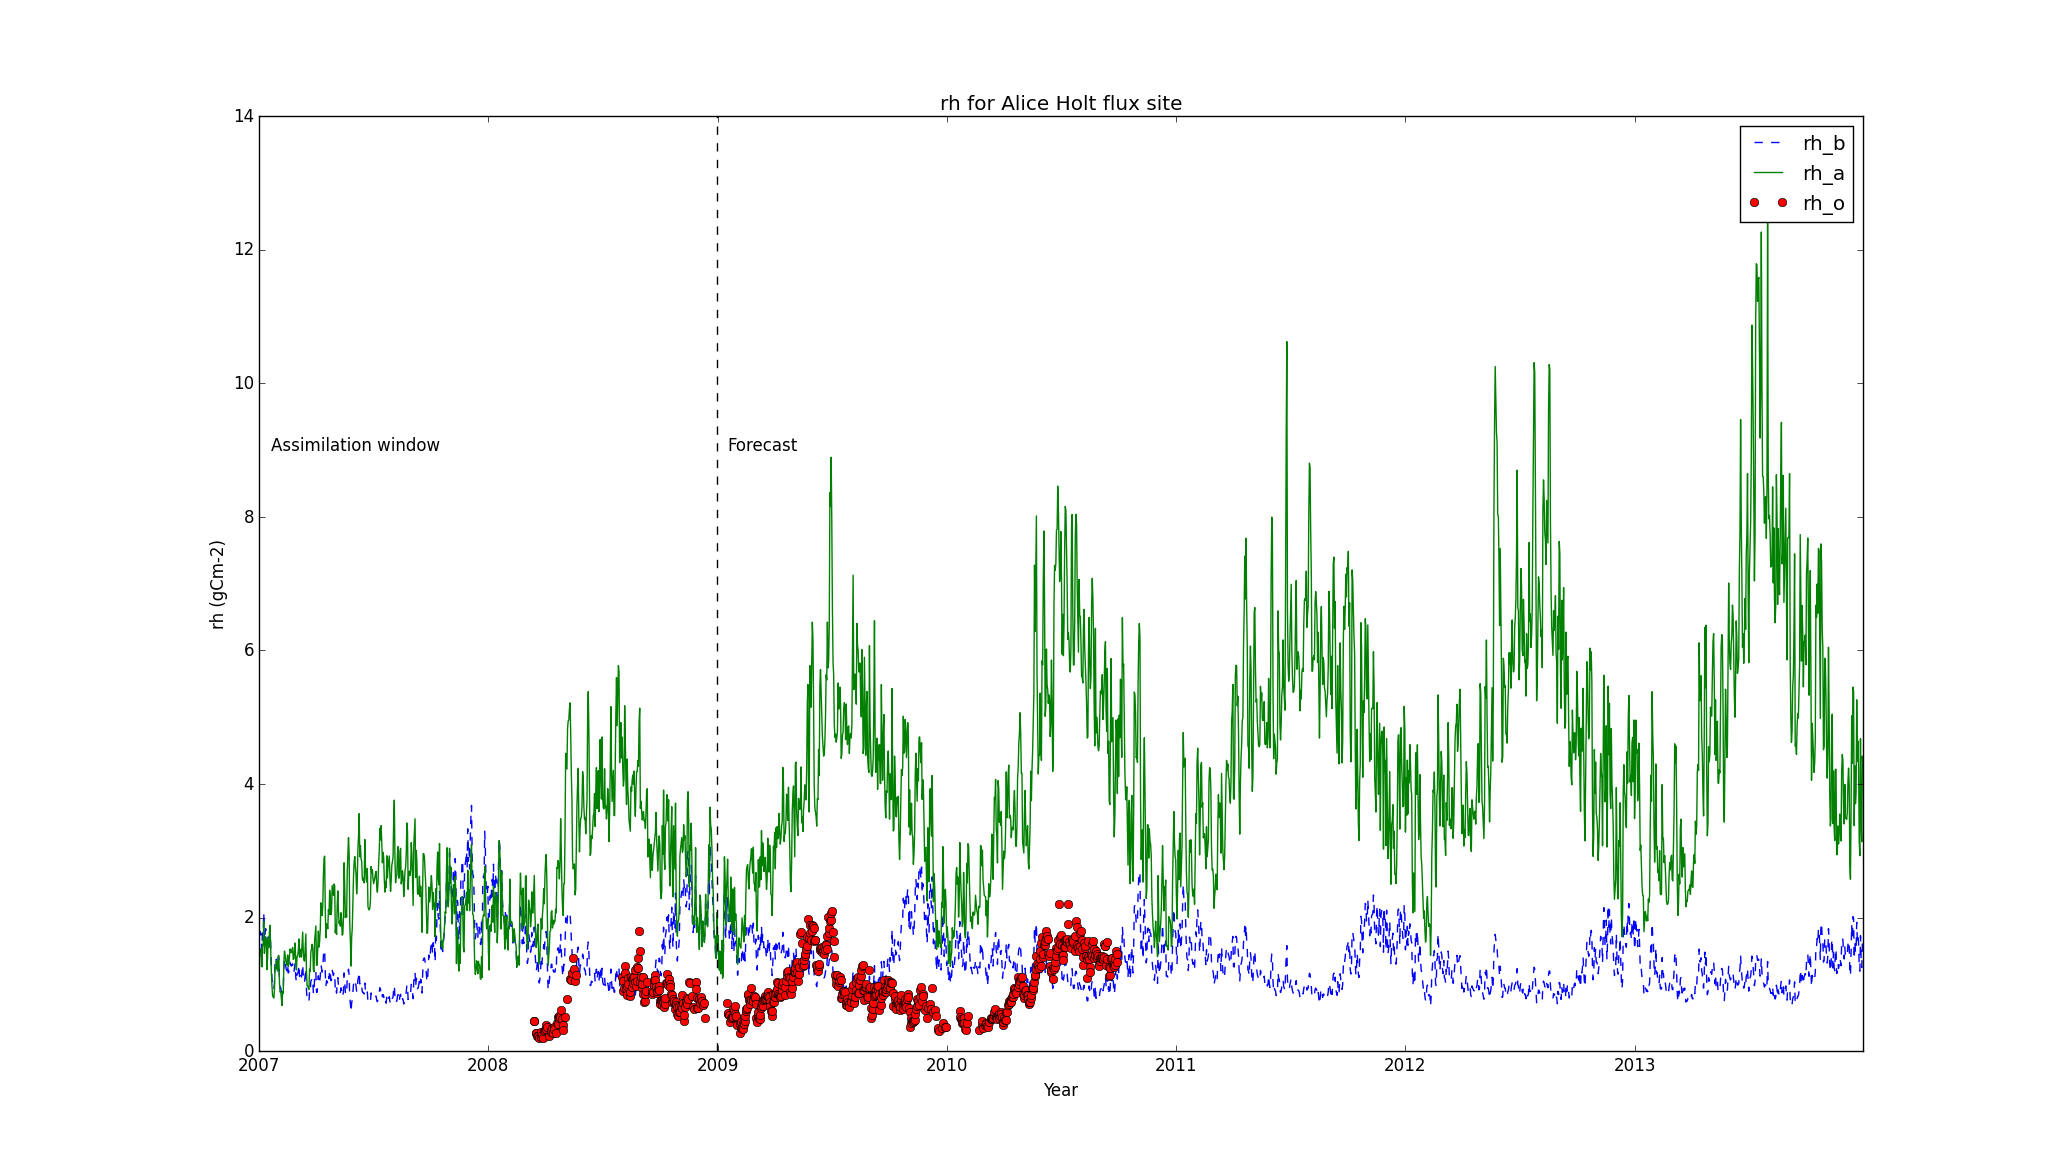 rh for Alice Holt flux site
14
12
10
8
6
4
2
0
rh (gCm-2)
Assimilation window
Forecast
rh_b
rh_a
rh_o
2007
2008
2009
2010
2011
2012
2013
Year